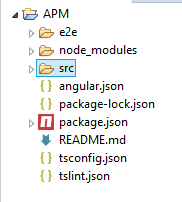 APM
e2e
node_modules
src
angular.json
package-lock.json
package.json
README.md
tsconfig.json
tslint.json